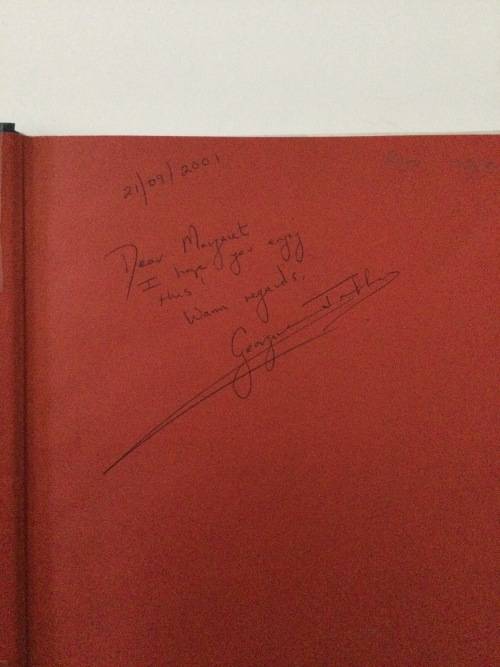 21/09/2001
Dear Margaret
I hope you enjoy
this,
Warm regards,